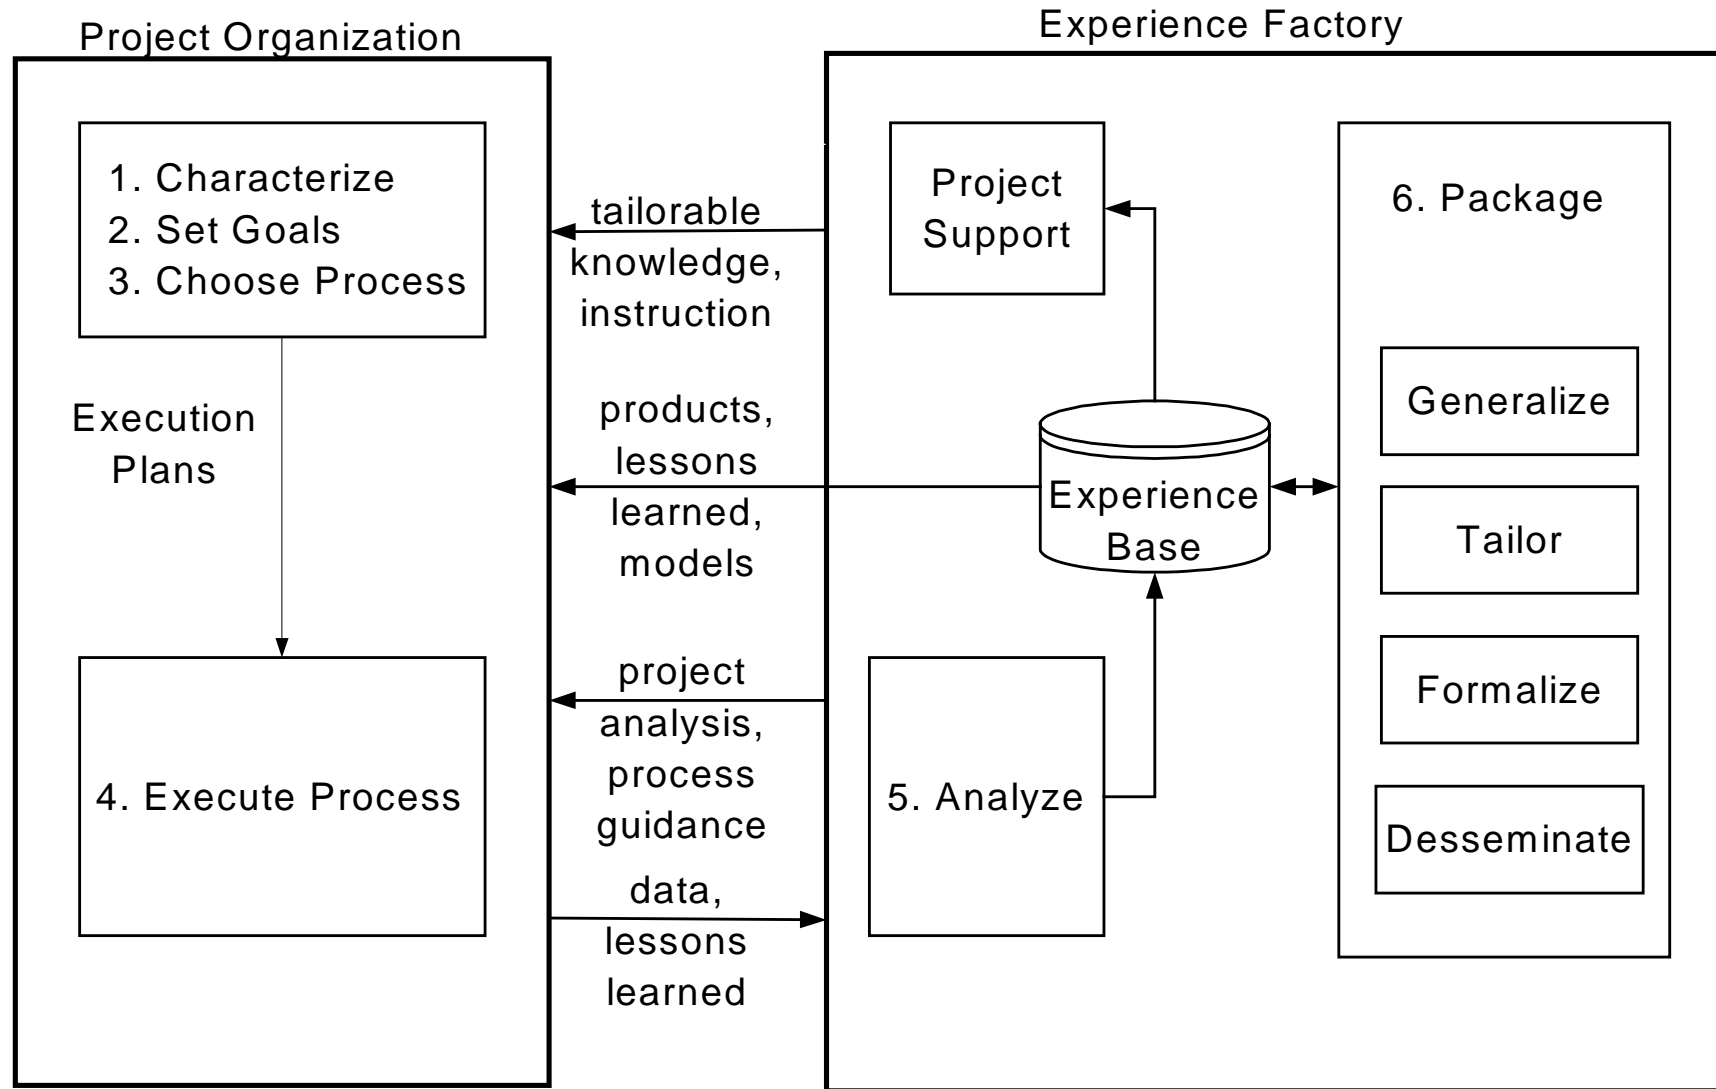 Project Organization
1. Characterize
2. Set Goals
3. Choose Process
Execution
Plans
4. Execute Process
tailorable
knowledge,
instruction
products,
lessons
learned,
models
project
analysis,
process
guidance
data,
lessons
learned
Experience Factory
Project
Support
Experience
Base
5. Analyze
6. Package
Generalize
Tailor
Formalize
Desseminate